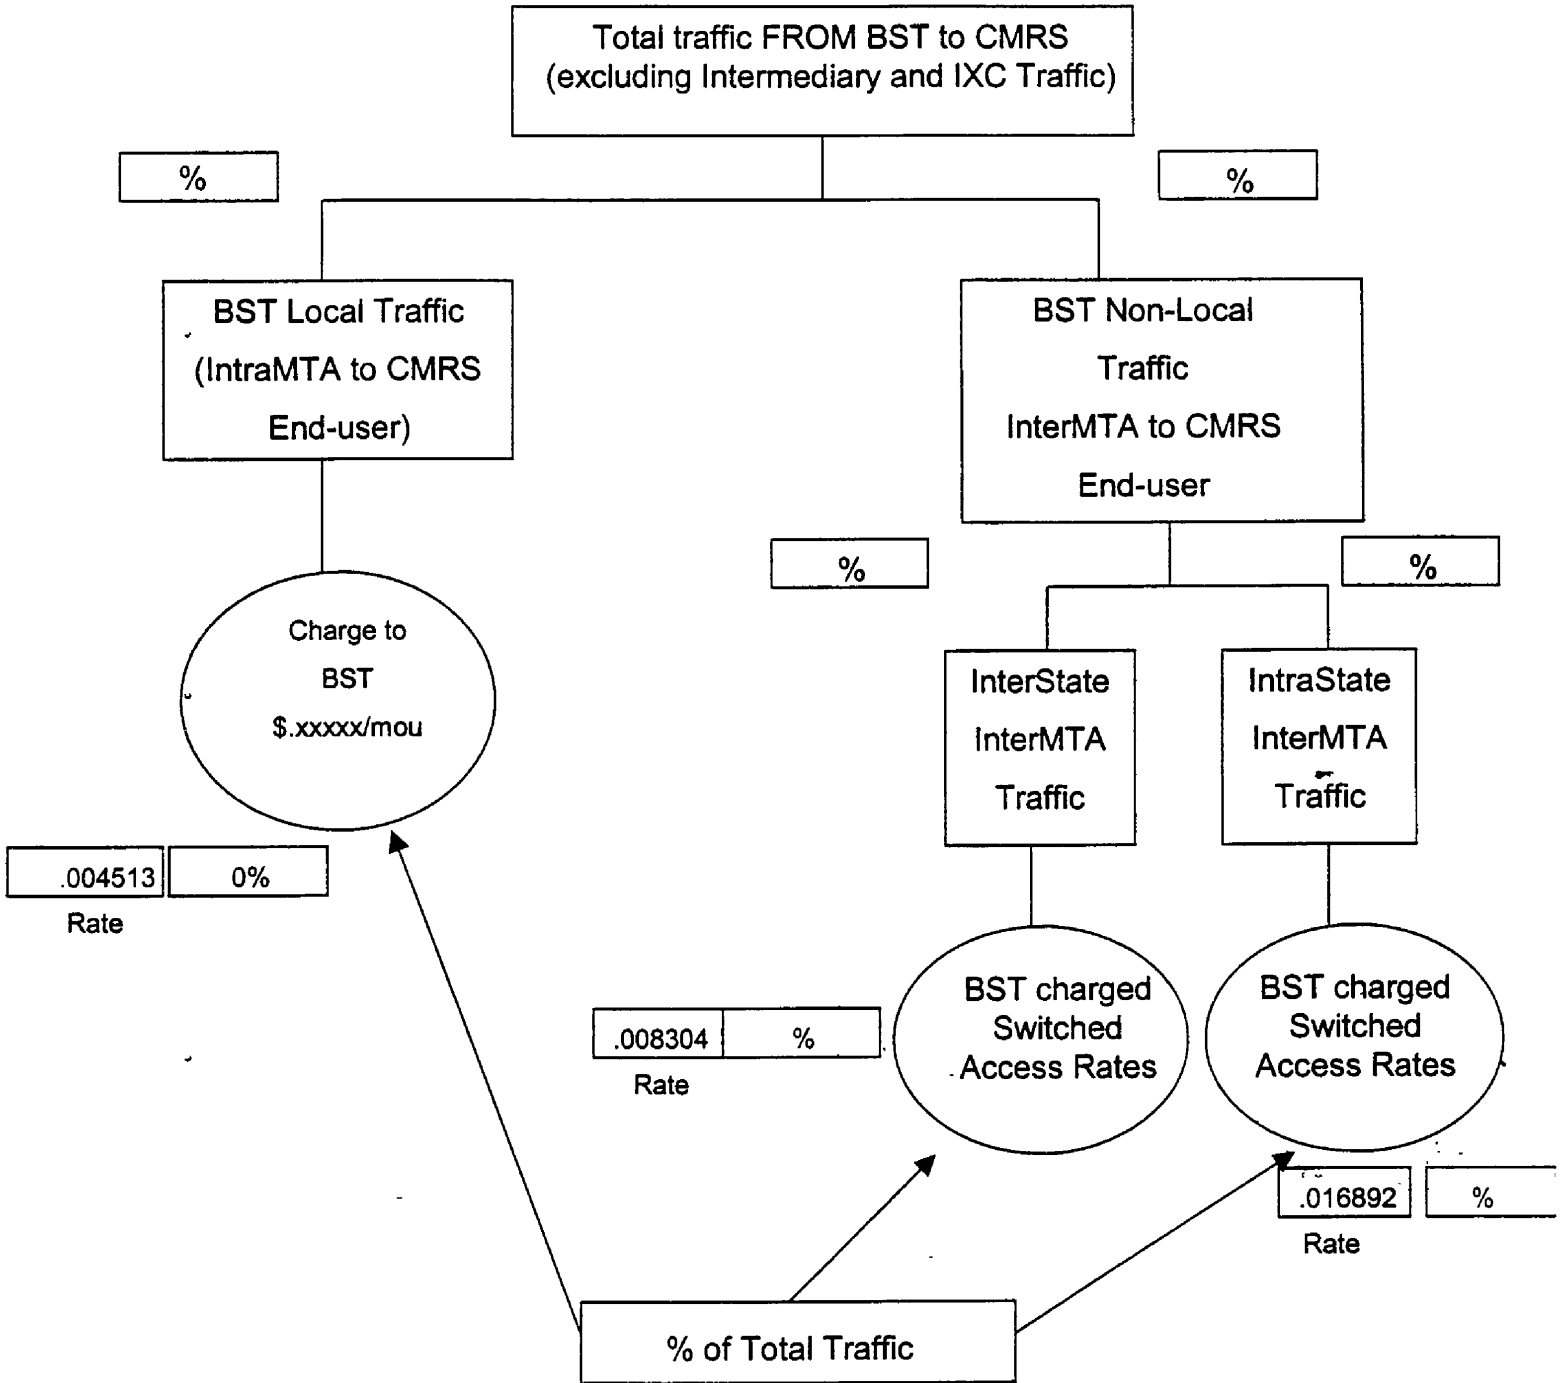 Total traffic FROM BST to CMRS
(excluding Intermediary and IXC Traffic)
%
%
BST Local Traffic
(IntraMTA to CMRS
End-user)
BST Non-Local
Traffic
InterMTA to CMRS
End-user
%
%
Charge to
BST
$.xxxxx/mou
InterState
InterMTA
Traffic
IntraState
InterMTA
Traffic
.004513
0%
Rate
BST charged
Switched
Access Rates
BST charged
Switched
Access Rates
.008304
%
Rate
.016892
%
Rate
% of Total Traffic